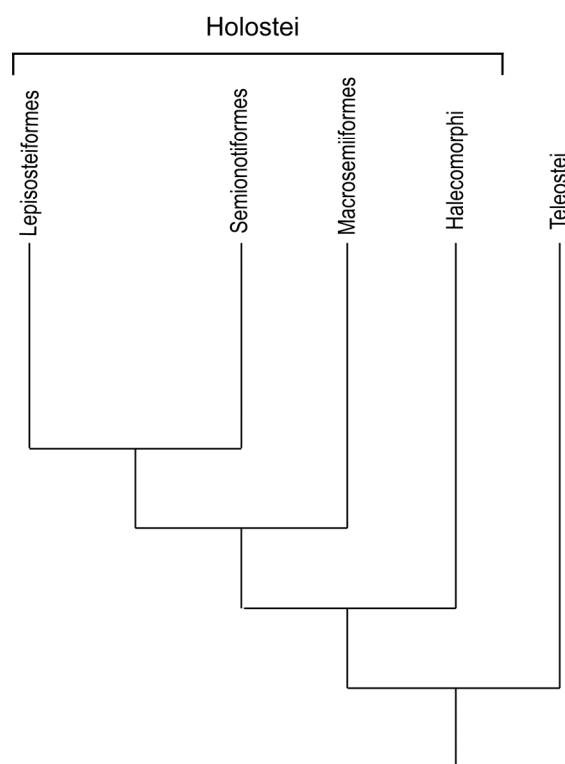 Holostei
Lepisosteiformes
Semionotiformes
Macrosemiiformes
Halecomorphi
Teleostei